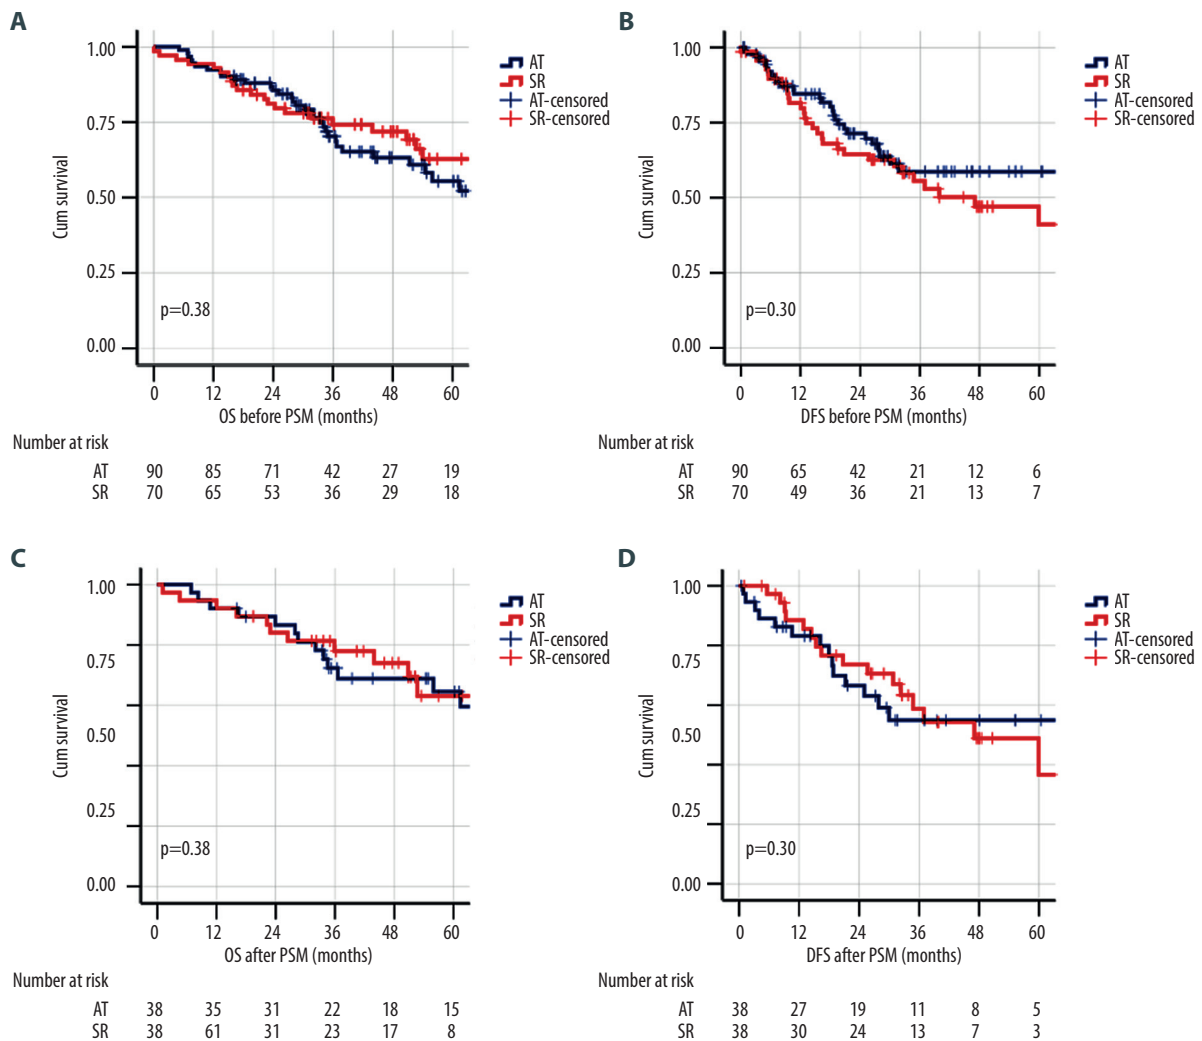 A
1.00
0.75
0.50
0.25
0.00
Cum survival
p=0.38
0 12 24 36 48 60
OS before PSM (months)
AT
SR
AT-censored
SR-censored
Number at risk
AT 90 85 71 42 27 19
SR 70 65 53 36 29 18
B
1.00
0.75
0.50
0.25
0.00
Cum survival
p=0.30
0 12 24 36 48 60
DFS before PSM (months)
AT
SR
AT-censored
SR-censored
Number at risk
AT 90 65 42 21 12 6
SR 70 49 36 21 13 7
C
1.00
0.75
0.50
0.25
0.00
Cum survival
p=0.38
0 12 24 36 48 60
OS after PSM (months)
AT
SR
AT-censored
SR-censored
Number at risk
AT 38 35 31 22 18 15
SR 38 61 31 23 17 8
D
1.00
0.75
0.50
0.25
0.00
Cum survival
p=0.30
0 12 24 36 48 60
DFS after PSM (months)
AT
SR
AT-censored
SR-censored
Number at risk
AT 38 27 19 11 8 5
SR 38 30 24 13 7 3